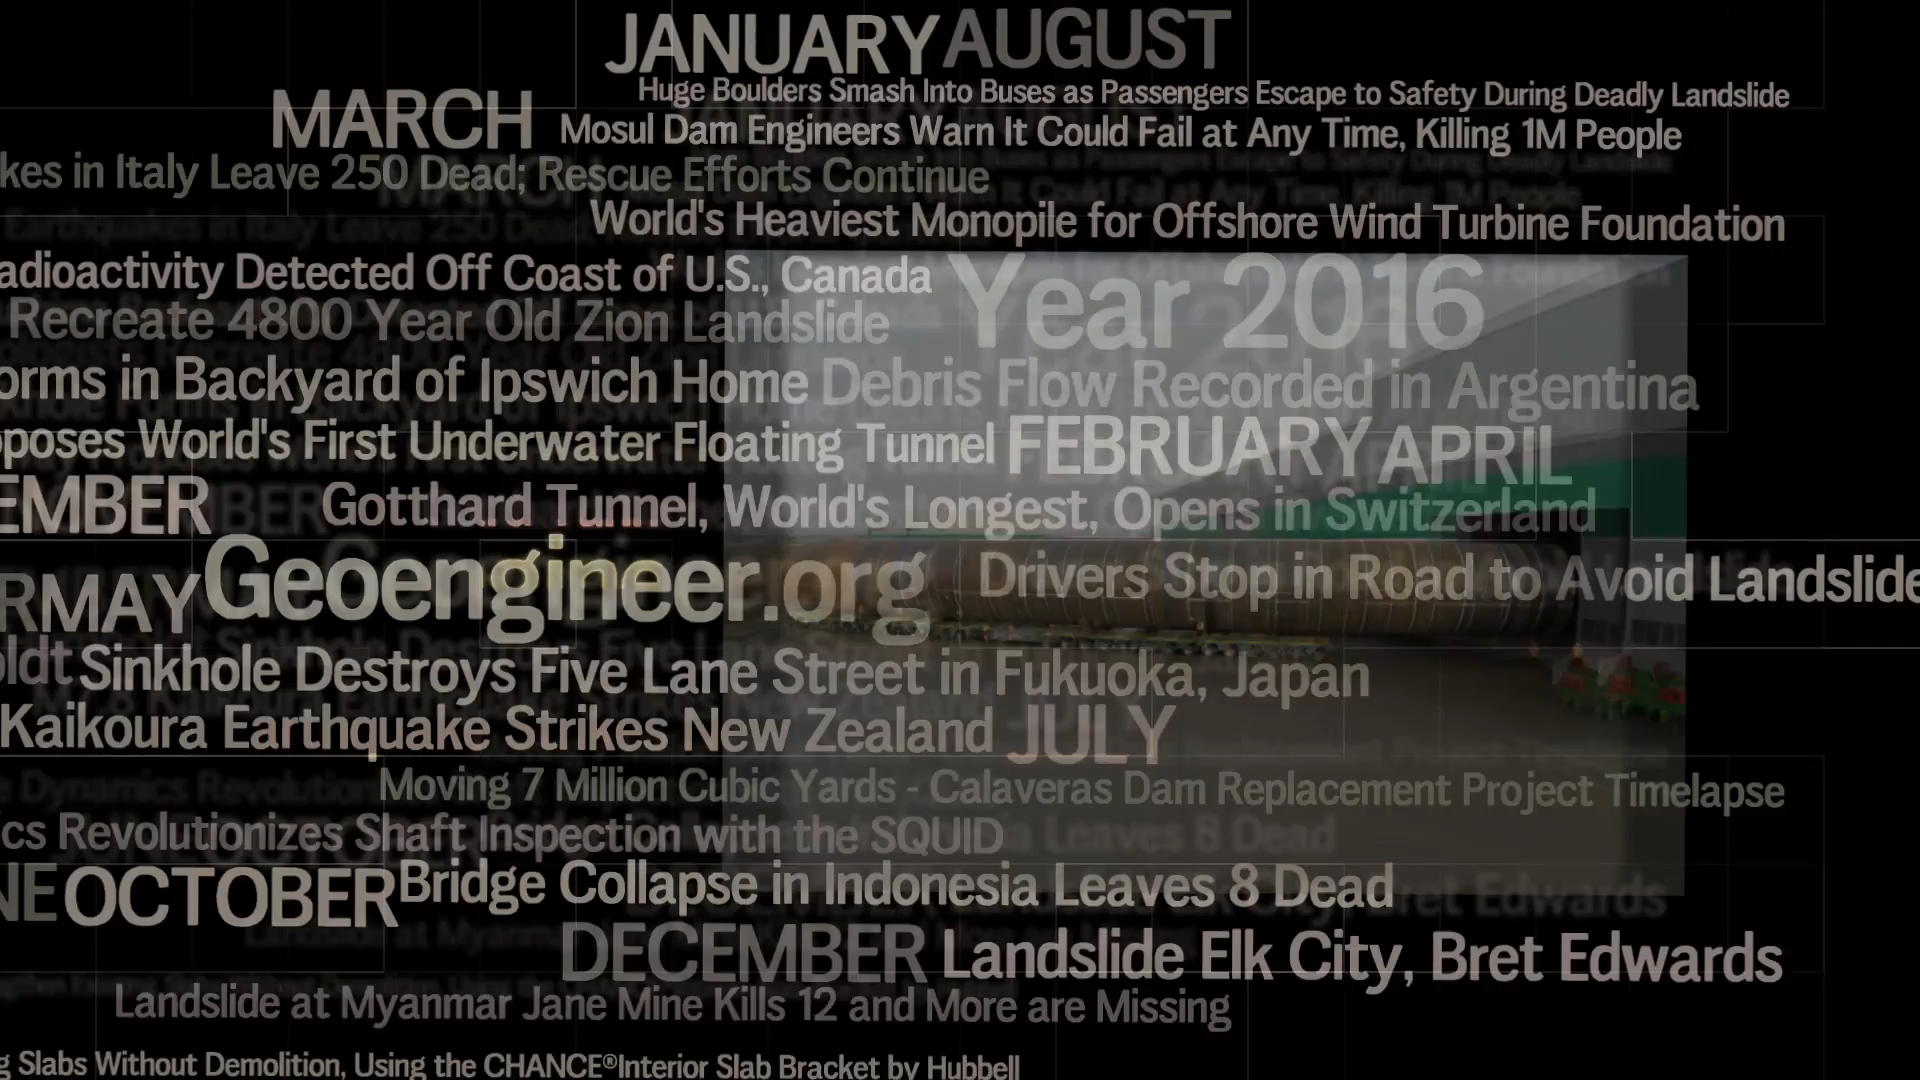 JANUARY AUGUST
Huge Boulders Smash Into Buses as Passengers Escape to Safety During Deadly Landslide
MARCH
Mosul Dam Engineers Warn It Could Fail at Any Time, Killing 1M People
kes in Italy Leave 250 Dead; Rescue Efforts Continue
World's Heaviest Monopile for Offshore Wind Turbine Foundation
adioactivity Detected Off Coast of U.S., Canada
Year 2016
Recreate 4800 Year Old Zion Landslide
orms in Backyard of Ipswich Home
Debris Flow Recorded in Argentina
poses World's First Underwater Floating Tunnel
FEBRUARY APRIL
EMBER
Gotthard Tunnel, World's Longest, Opens in Switzerland
Geoengineer.org
Drivers Stop in Road to Avoid Landslide
R MAY
oldt
Sinkhole Destroys Five Lane Street in Fukuoka, Japan
Kaikoura Earthquake Strikes New Zealand
JULY
Moving 7 Million Cubic Yards - Calaveras Dam Replacement Project Timelapse
cs Revolutionizes Shaft Inspection with the SQUID
NE OCTOBER
Bridge Collapse in Indonesia Leaves 8 Dead
DECEMBER
Landslide Elk City, Bret Edwards
Landslide at Myanmar Jane Mine Kills 12 and More are Missing
g Slabs Without Demolition, Using the CHANCE®Interior Slab Bracket by Hubbell